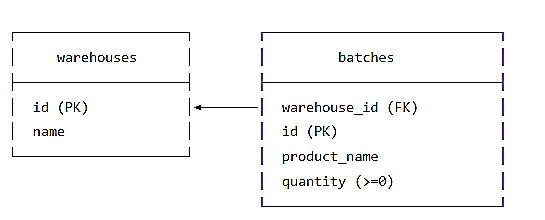 warehouses
id (PK)
name
batches
warehouse_id (FK)
id (PK)
product_name
quantity (>=0)